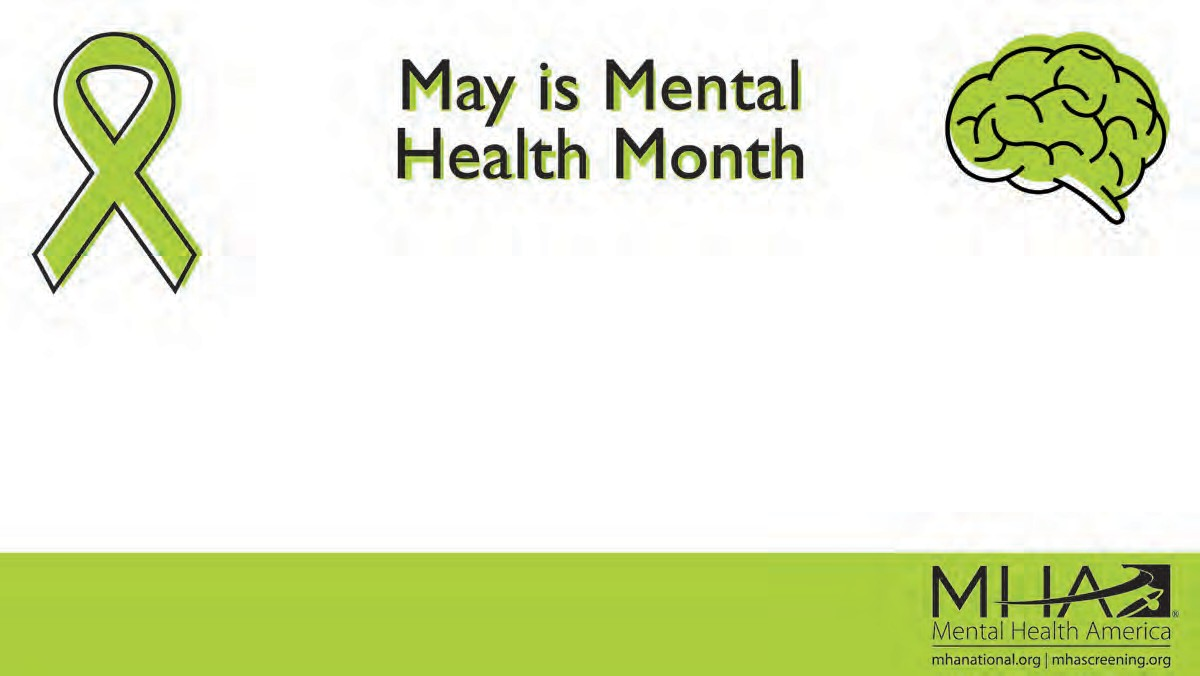 May is Mental
Health Month
MHA®
Mental Health America
mhanational.org | mhascreening.org